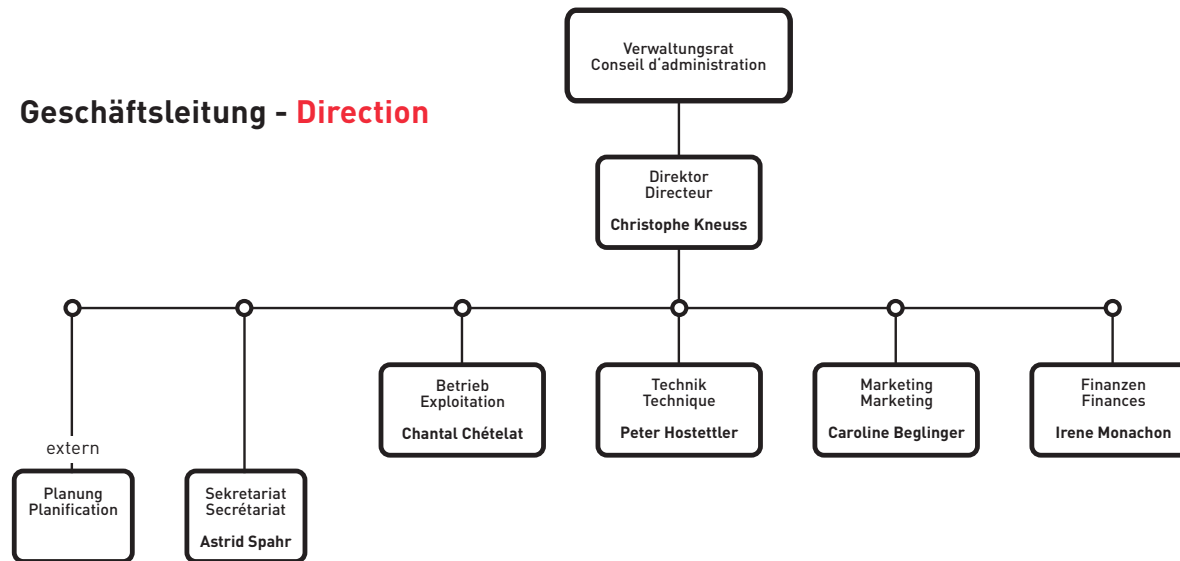 Verwaltungsrat
Conseil d'administration
Geschäftsleitung - Direction
Direktor
Directeur
Christophe Kneuss
Betrieb
Exploitation
Chantal Chételat
Technik
Technique
Peter Hostettler
Marketing
Marketing
Caroline Beglinger
Finanzen
Finances
Irene Monachon
extern
Planung
Planification
Sekretariat
Secrétariat
Astrid Spahr